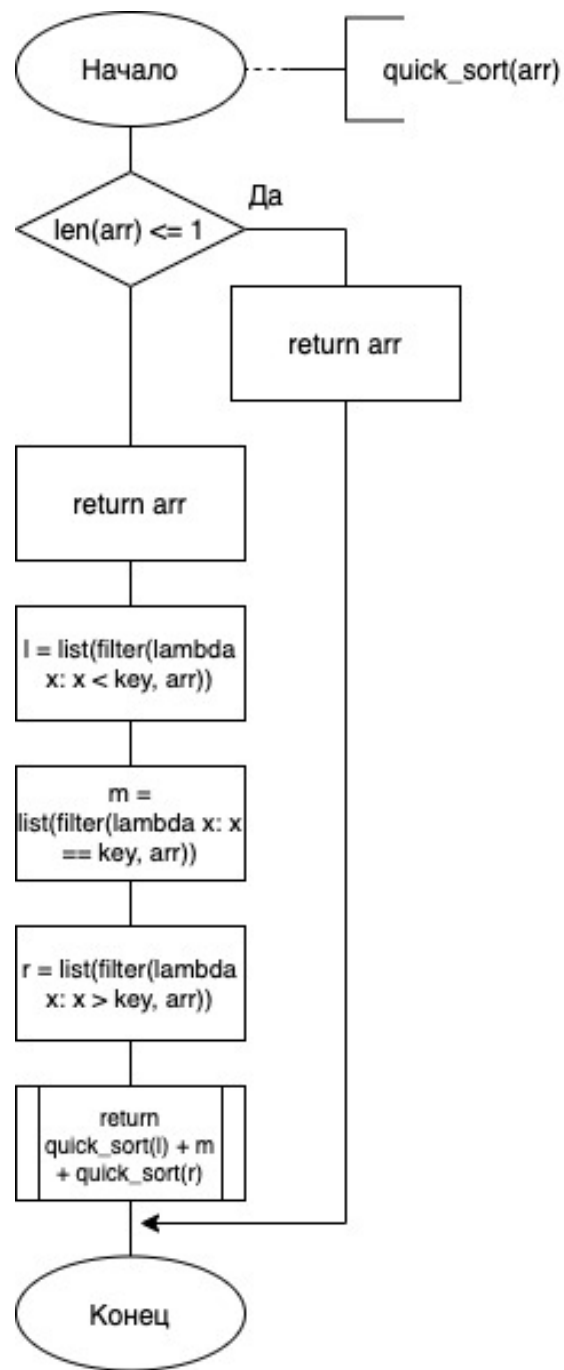 Начало
quick_sort(arr)
Да
len(arr) <= 1
return arr
return arr
l = list(filter(lambda
x: x < key, arr))
m =
list(filter(lambda x: x
== key, arr))
r = list(filter(lambda
x: x > key, arr))
return
quick_sort(l) + m
+ quick_sort(r)
Конец